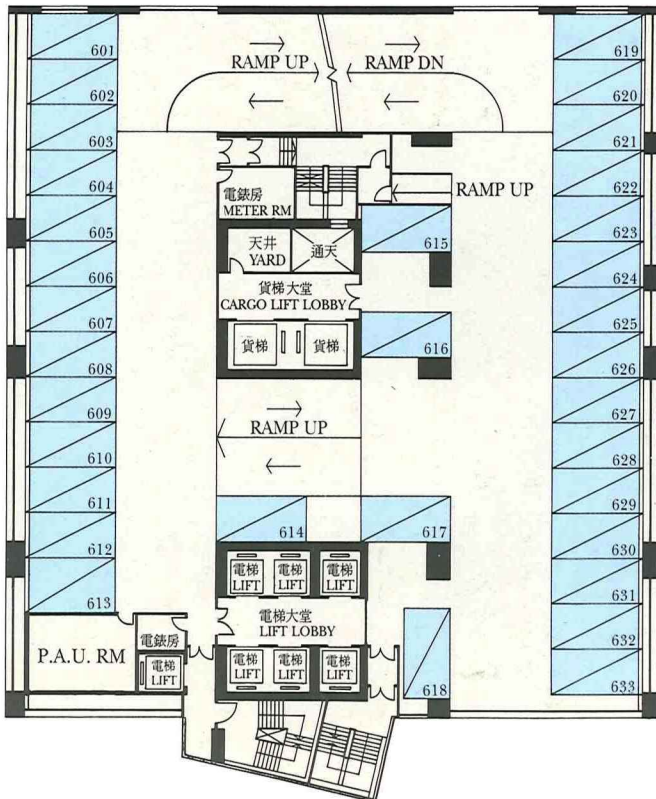 601
619
RAMP UP
RAMP DN
602
620
603
621
604
622
電錶房
METER RM
RAMP UP
605
天井
YARD
通天
615
623
606
624
貨梯大堂
CARGO LIFT LOBBY
607
625
貨梯
貨梯
616
608
626
609
627
RAMP UP
610
628
611
629
614
617
612
630
電梯
LIFT
電梯
LIFT
電梯
LIFT
613
631
電梯大堂
LIFT LOBBY
電錶房
632
P.A.U. RM
電梯
LIFT
電梯
LIFT
電梯
LIFT
電梯
LIFT
618
633